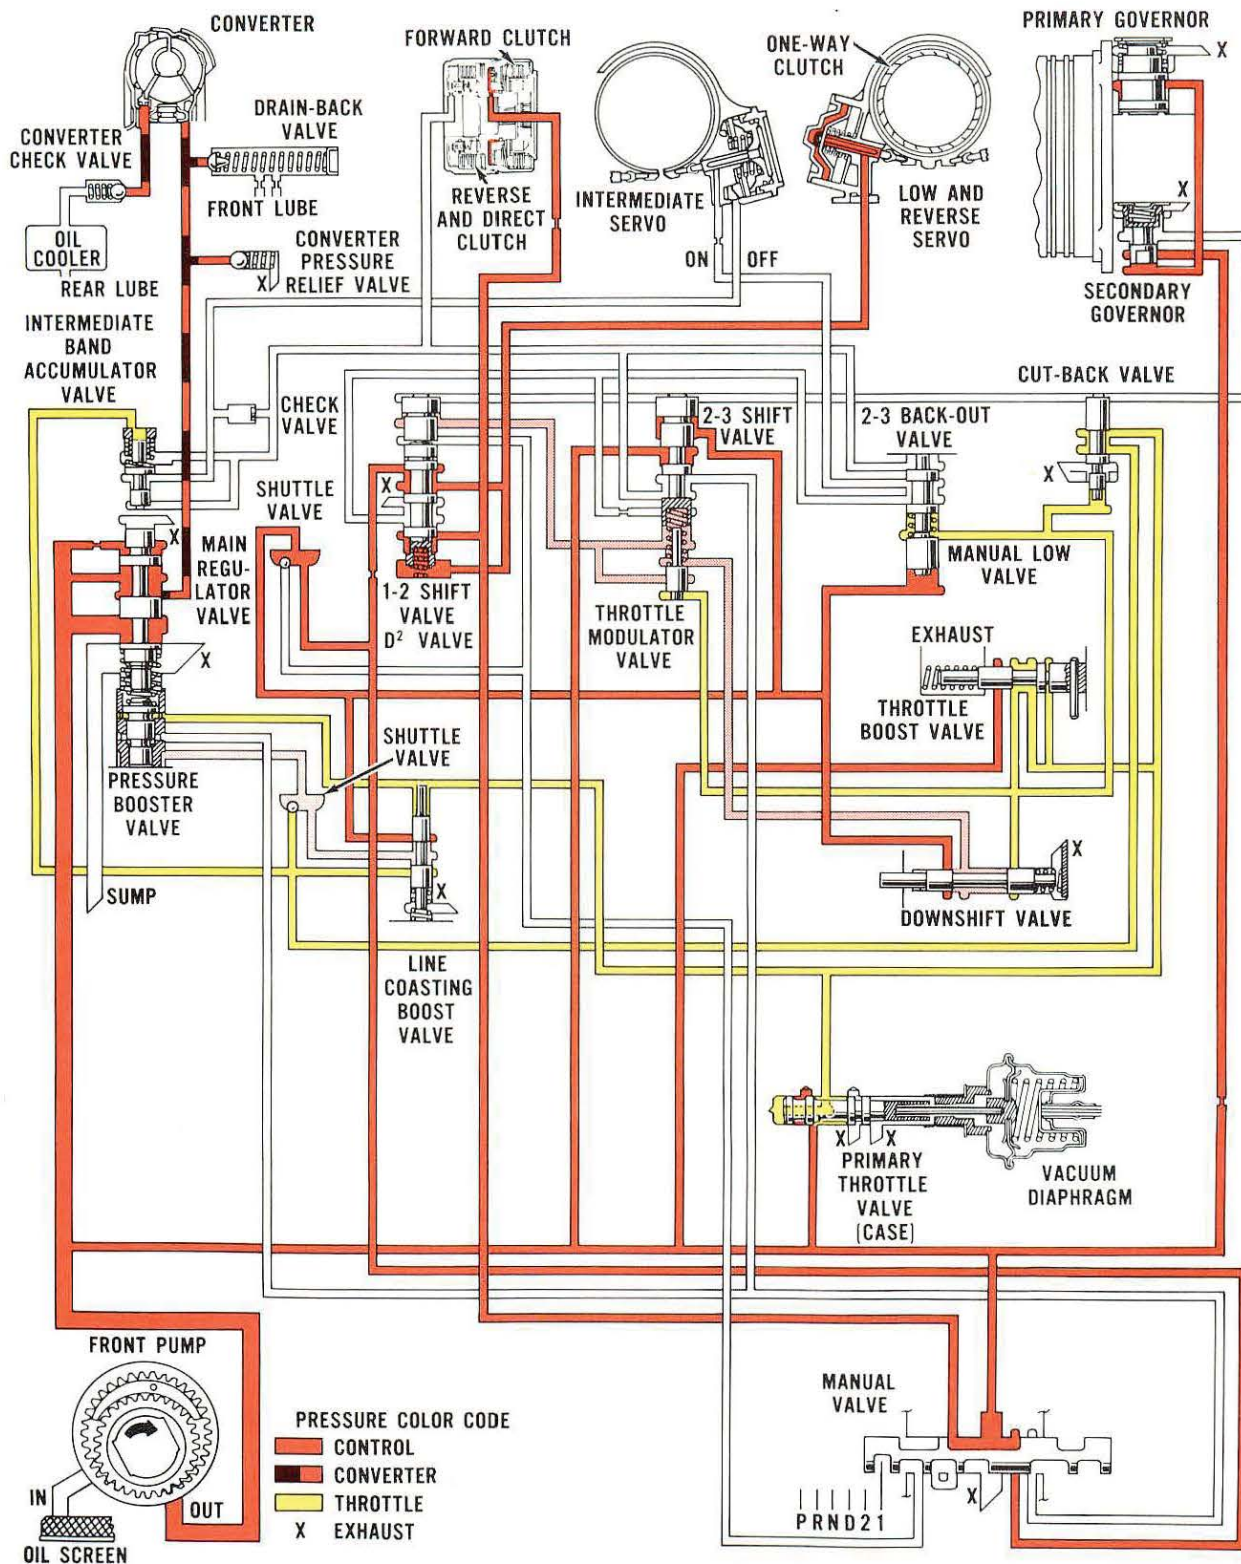 CONVERTER
FORWARD CLUTCH
ONE-WAY
CLUTCH
PRIMARY GOVERNOR
X
DRAIN-BACK
VALVE
CONVERTER
CHECK VALVE
FRONT LUBE
REVERSE
AND DIRECT
CLUTCH
INTERMEDIATE
SERVO
LOW AND
REVERSE
SERVO
X
OIL
COOLER
CONVERTER
PRESSURE
RELIEF VALVE
X
ON
OFF
REAR LUBE
SECONDARY
GOVERNOR
INTERMEDIATE
BAND
ACCUMULATOR
VALVE
CHECK
VALVE
2-3 SHIFT
VALVE
2-3 BACK-OUT
VALVE
CUT-BACK VALVE
X
X
SHUTTLE
VALVE
X
MAIN
REGU-
LATOR
VALVE
X
1-2 SHIFT
VALVE
D² VALVE
THROTTLE
MODULATOR
VALVE
MANUAL LOW
VALVE
EXHAUST
THROTTLE
BOOST VALVE
SHUTTLE
VALVE
PRESSURE
BOOSTER
VALVE
SUMP
X
X
DOWNSHIFT VALVE
LINE
COASTING
BOOST
VALVE
X
X
PRIMARY
THROTTLE
VALVE
(CASE)
VACUUM
DIAPHRAGM
FRONT PUMP
IN
OUT
OIL SCREEN
PRESSURE COLOR CODE
CONTROL
CONVERTER
THROTTLE
X EXHAUST
MANUAL
VALVE
X
P R N D 2 1